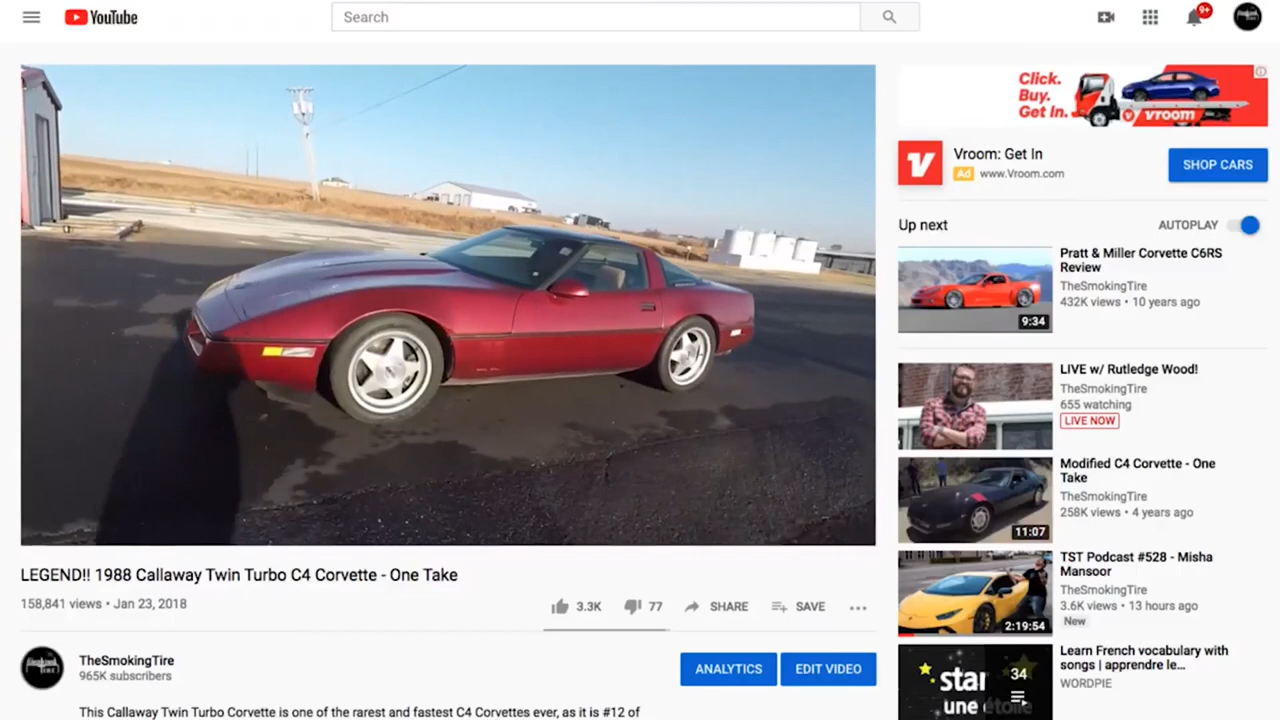 YouTube
Search
9+
Click.
Buy.
Get In.
vroom
Vroom: Get In
Ad www.Vroom.com
SHOP CARS
Up next
AUTOPLAY
Pratt & Miller Corvette C6RS
Review
TheSmokingTire
432K views • 10 years ago
9:34
LIVE w/ Rutledge Wood!
TheSmokingTire
655 watching
LIVE NOW
Modified C4 Corvette - One
Take
TheSmokingTire
258K views • 4 years ago
11:07
TST Podcast #528 - Misha
Mansoor
TheSmokingTire
3.6K views • 13 hours ago
New
2:19:54
Learn French vocabulary with
songs | apprendre le...
WORDPIE
star
une étoile
34
LEGEND!! 1988 Callaway Twin Turbo C4 Corvette - One Take
158,841 views • Jan 23, 2018
3.3K
77
SHARE
SAVE
TheSmokingTire
965K subscribers
ANALYTICS
EDIT VIDEO
This Callaway Twin Turbo Corvette is one of the rarest and fastest C4 Corvettes ever, as it is #12 of